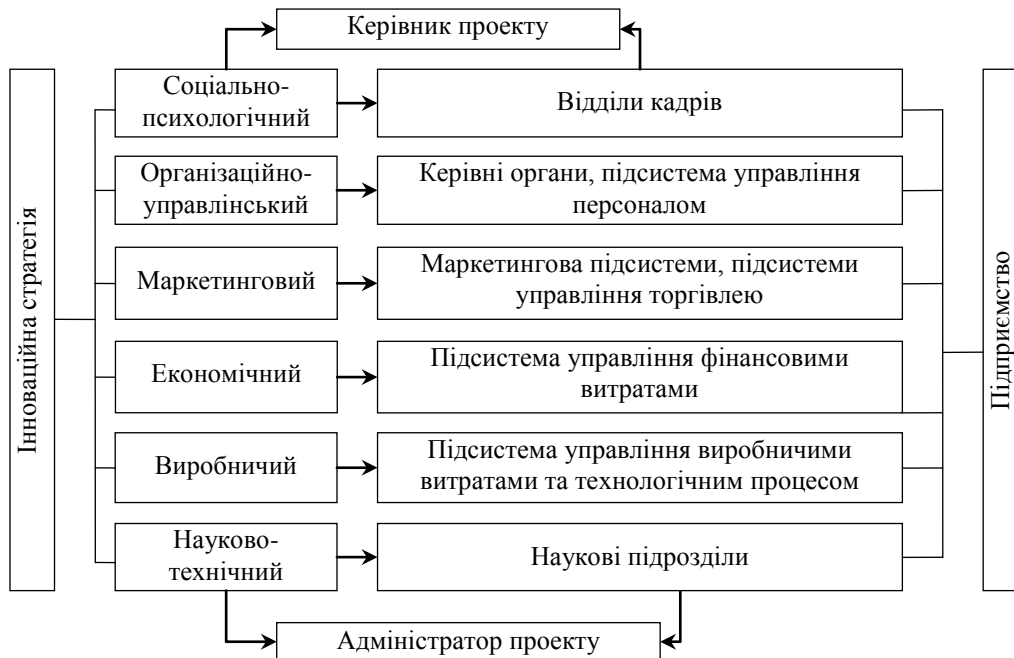 Керівник проекту
Інноваційна стратегія
Соціально-
психологічний
Відділи кадрів
Організаційно-
управлінський
Керівні органи, підсистема управління
персоналом
Маркетинговий
Маркетингова підсистеми, підсистеми
управління торгівлею
Економічний
Підсистема управління фінансовими
витратами
Виробничий
Підсистема управління виробничими
витратами та технологічним процесом
Науково-
технічний
Наукові підрозділи
Підприємство
Адміністратор проекту